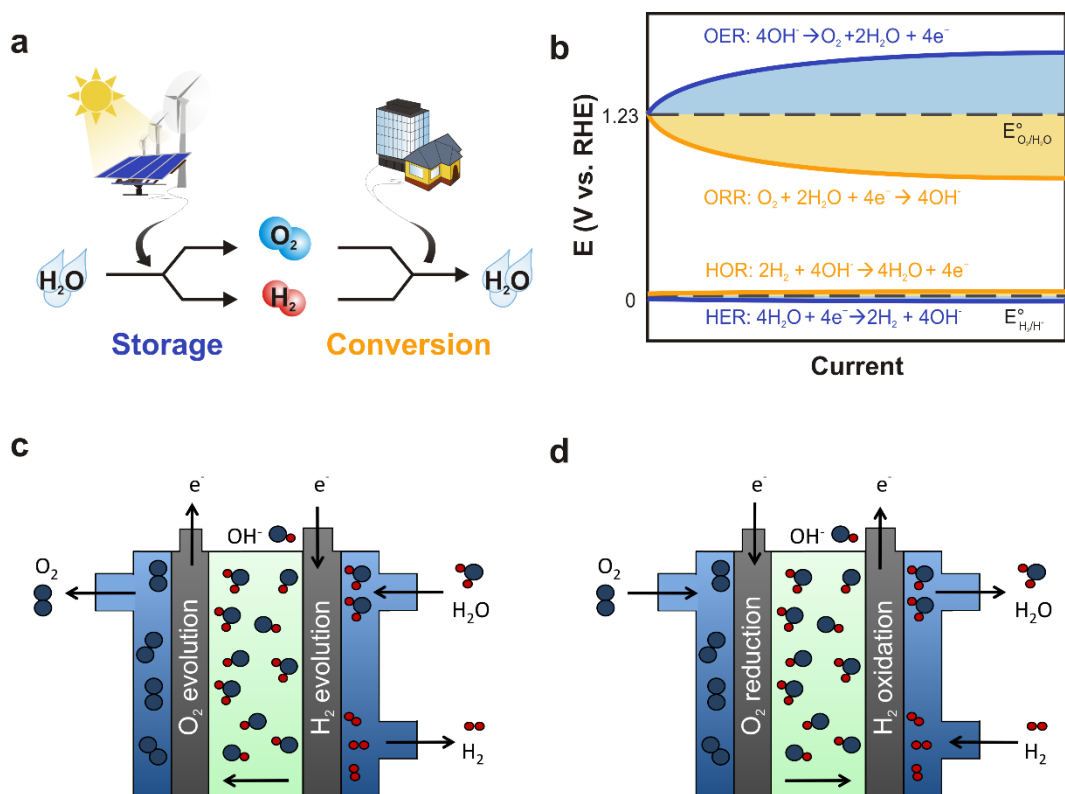 a
H₂O
O₂
H₂
H₂O
Storage
Conversion
b
OER: 4OH⁻→O₂ +2H₂O + 4e⁻
E (V vs. RHE)
1.23
E°O₂/H₂O
ORR: O₂ + 2H₂O + 4e⁻ → 4OH⁻
HOR: 2H₂ + 4OH⁻→4H₂O + 4e⁻
0
HER: 4H₂O + 4e⁻→2H₂ + 4OH⁻
E°H₂/H⁺
Current
c
e⁻
e⁻
OH⁻
O₂
H₂O
O₂ evolution
H₂ evolution
H₂
d
e⁻
e⁻
OH⁻
O₂
H₂O
O₂ reduction
H₂ oxidation
H₂